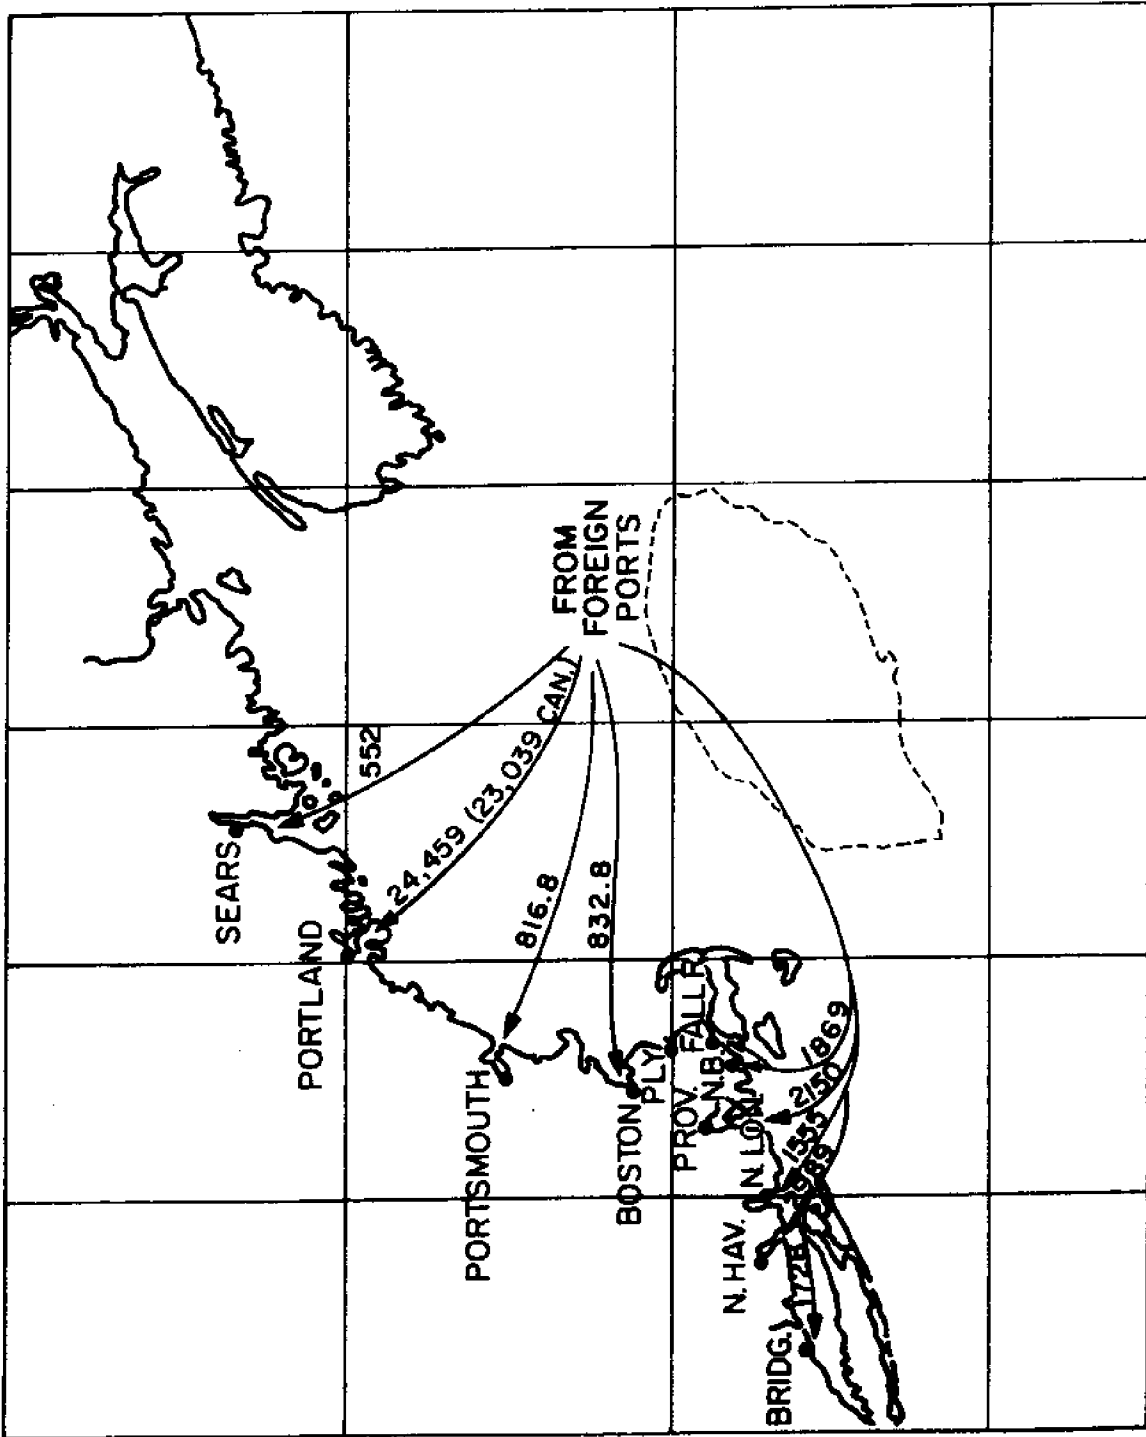 FROM
FOREIGN
PORTS
552
24,459 (23,039 CAN.)
816.8
832.8
1869
2150
1555
989
1728
SEARS.
PORTLAND
PORTSMOUTH
BOSTON
PLY.
FALL R.
N.B.
PROV.
N. LON.
N. HAV.
BRIDG.